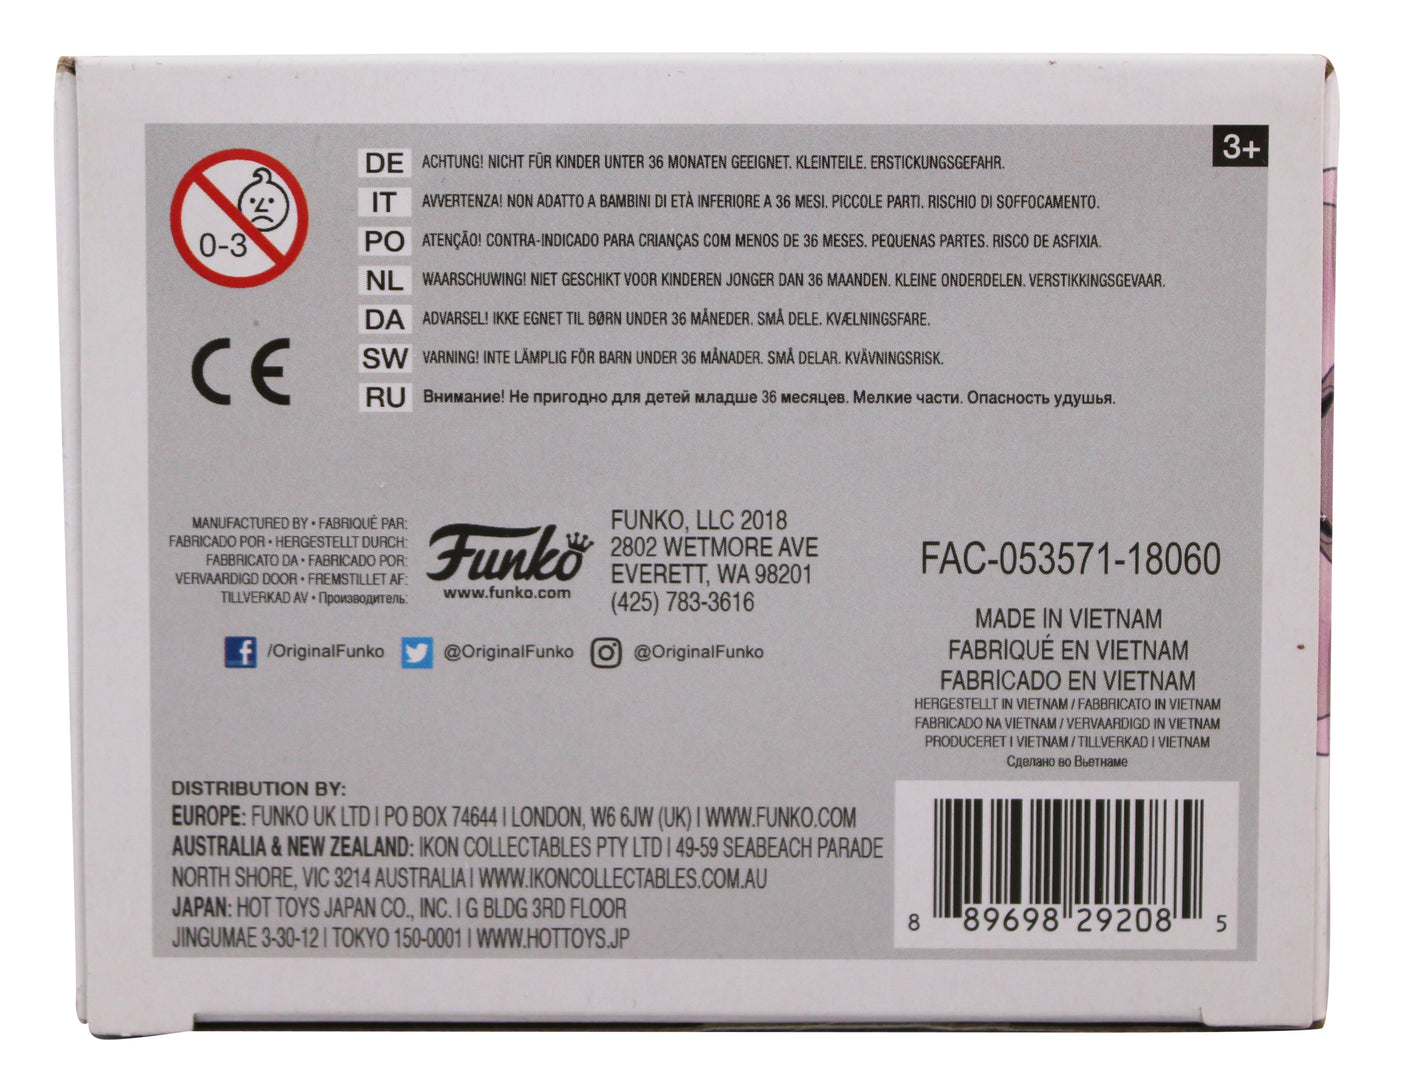 3+
0-3
DE ACHTUNG! NICHT FÜR KINDER UNTER 36 MONATEN GEEIGNET. KLEINTEILE. ERSTICKUNGSGEFAHR.
IT AVVERTENZA! NON ADATTO A BAMBINI DI ETÀ INFERIORE A 36 MESI. PICCOLE PARTI. RISCHIO DI SOFFOCAMENTO.
PO ATENÇÃO! CONTRA-INDICADO PARA CRIANÇAS COM MENOS DE 36 MESES. PEQUENAS PARTES. RISCO DE ASFIXIA.
NL WAARSCHUWING! NIET GESCHIKT VOOR KINDEREN JONGER DAN 36 MAANDEN. KLEINE ONDERDELEN. VERSTIKKINGSGEVAAR.
DA ADVARSEL! IKKE EGNET TIL BØRN UNDER 36 MÅNEDER. SMÅ DELE. KVÆLNINGSFARE.
SW VARNING! INTE LÄMPLIG FÖR BARN UNDER 36 MÅNADER. SMÅ DELAR. KVÄVNINGSRISK.
RU Внимание! Не пригодно для детей младше 36 месяцев. Мелкие части. Опасность удушья.
CE
MANUFACTURED BY • FABRIQUÉ PAR:
FABRICADO POR • HERGESTELLT DURCH:
FABBRICATO DA • FABRICADO POR:
VERVAARDIGD DOOR • FREMSTILLET AF:
TILLVERKAD AV • Производитель:
Funko
www.funko.com
FUNKO, LLC 2018
2802 WETMORE AVE
EVERETT, WA 98201
(425) 783-3616
/OriginalFunko @OriginalFunko @OriginalFunko
FAC-053571-18060
MADE IN VIETNAM
FABRIQUÉ EN VIETNAM
FABRICADO EN VIETNAM
HERGESTELLT IN VIETNAM / FABBRICATO IN VIETNAM
FABRICADO NA VIETNAM / VERVAARDIGD IN VIETNAM
PRODUCERET I VIETNAM / TILLVERKAD I VIETNAM
Сделано во Вьетнаме
DISTRIBUTION BY:
EUROPE: FUNKO UK LTD | PO BOX 74644 | LONDON, W6 6JW (UK) | WWW.FUNKO.COM
AUSTRALIA & NEW ZEALAND: IKON COLLECTABLES PTY LTD | 49-59 SEABEACH PARADE
NORTH SHORE, VIC 3214 AUSTRALIA | WWW.IKONCOLLECTABLES.COM.AU
JAPAN: HOT TOYS JAPAN CO., INC. | G BLDG 3RD FLOOR
JINGUMAE 3-30-12 | TOKYO 150-0001 | WWW.HOTTOYS.JP
8 89698 29208 5